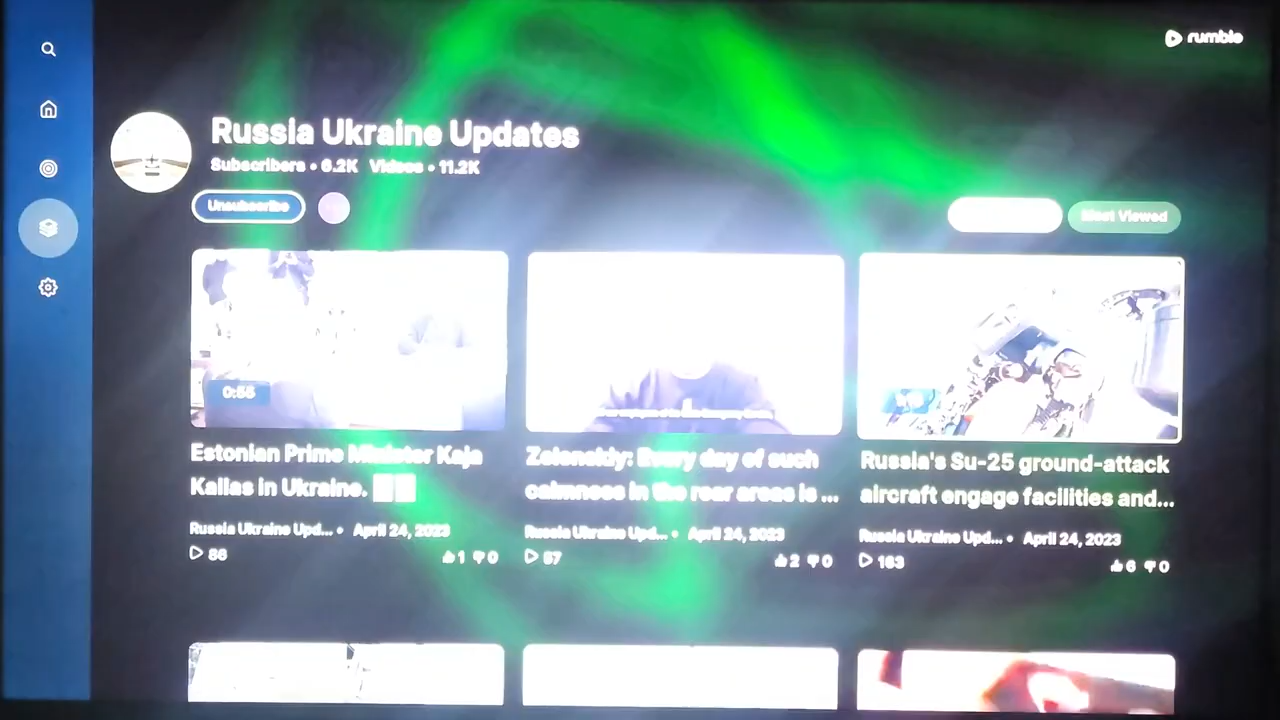 rumble
Russia Ukraine Updates
Subscribers • 6.2K Videos • 11.2K
Unsubscribe
Most Viewed
0:55
Estonian Prime Minister Kaja
Kallas in Ukraine.
Russia Ukraine Upd... • April 24, 2023
86
1 0
Zelenskiy: Every day of such
calmness in the rear areas is ...
Russia Ukraine Upd... • April 24, 2023
87
2 0
Russia's Su-25 ground-attack
aircraft engage facilities and...
Russia Ukraine Upd... • April 24, 2023
163
6 0